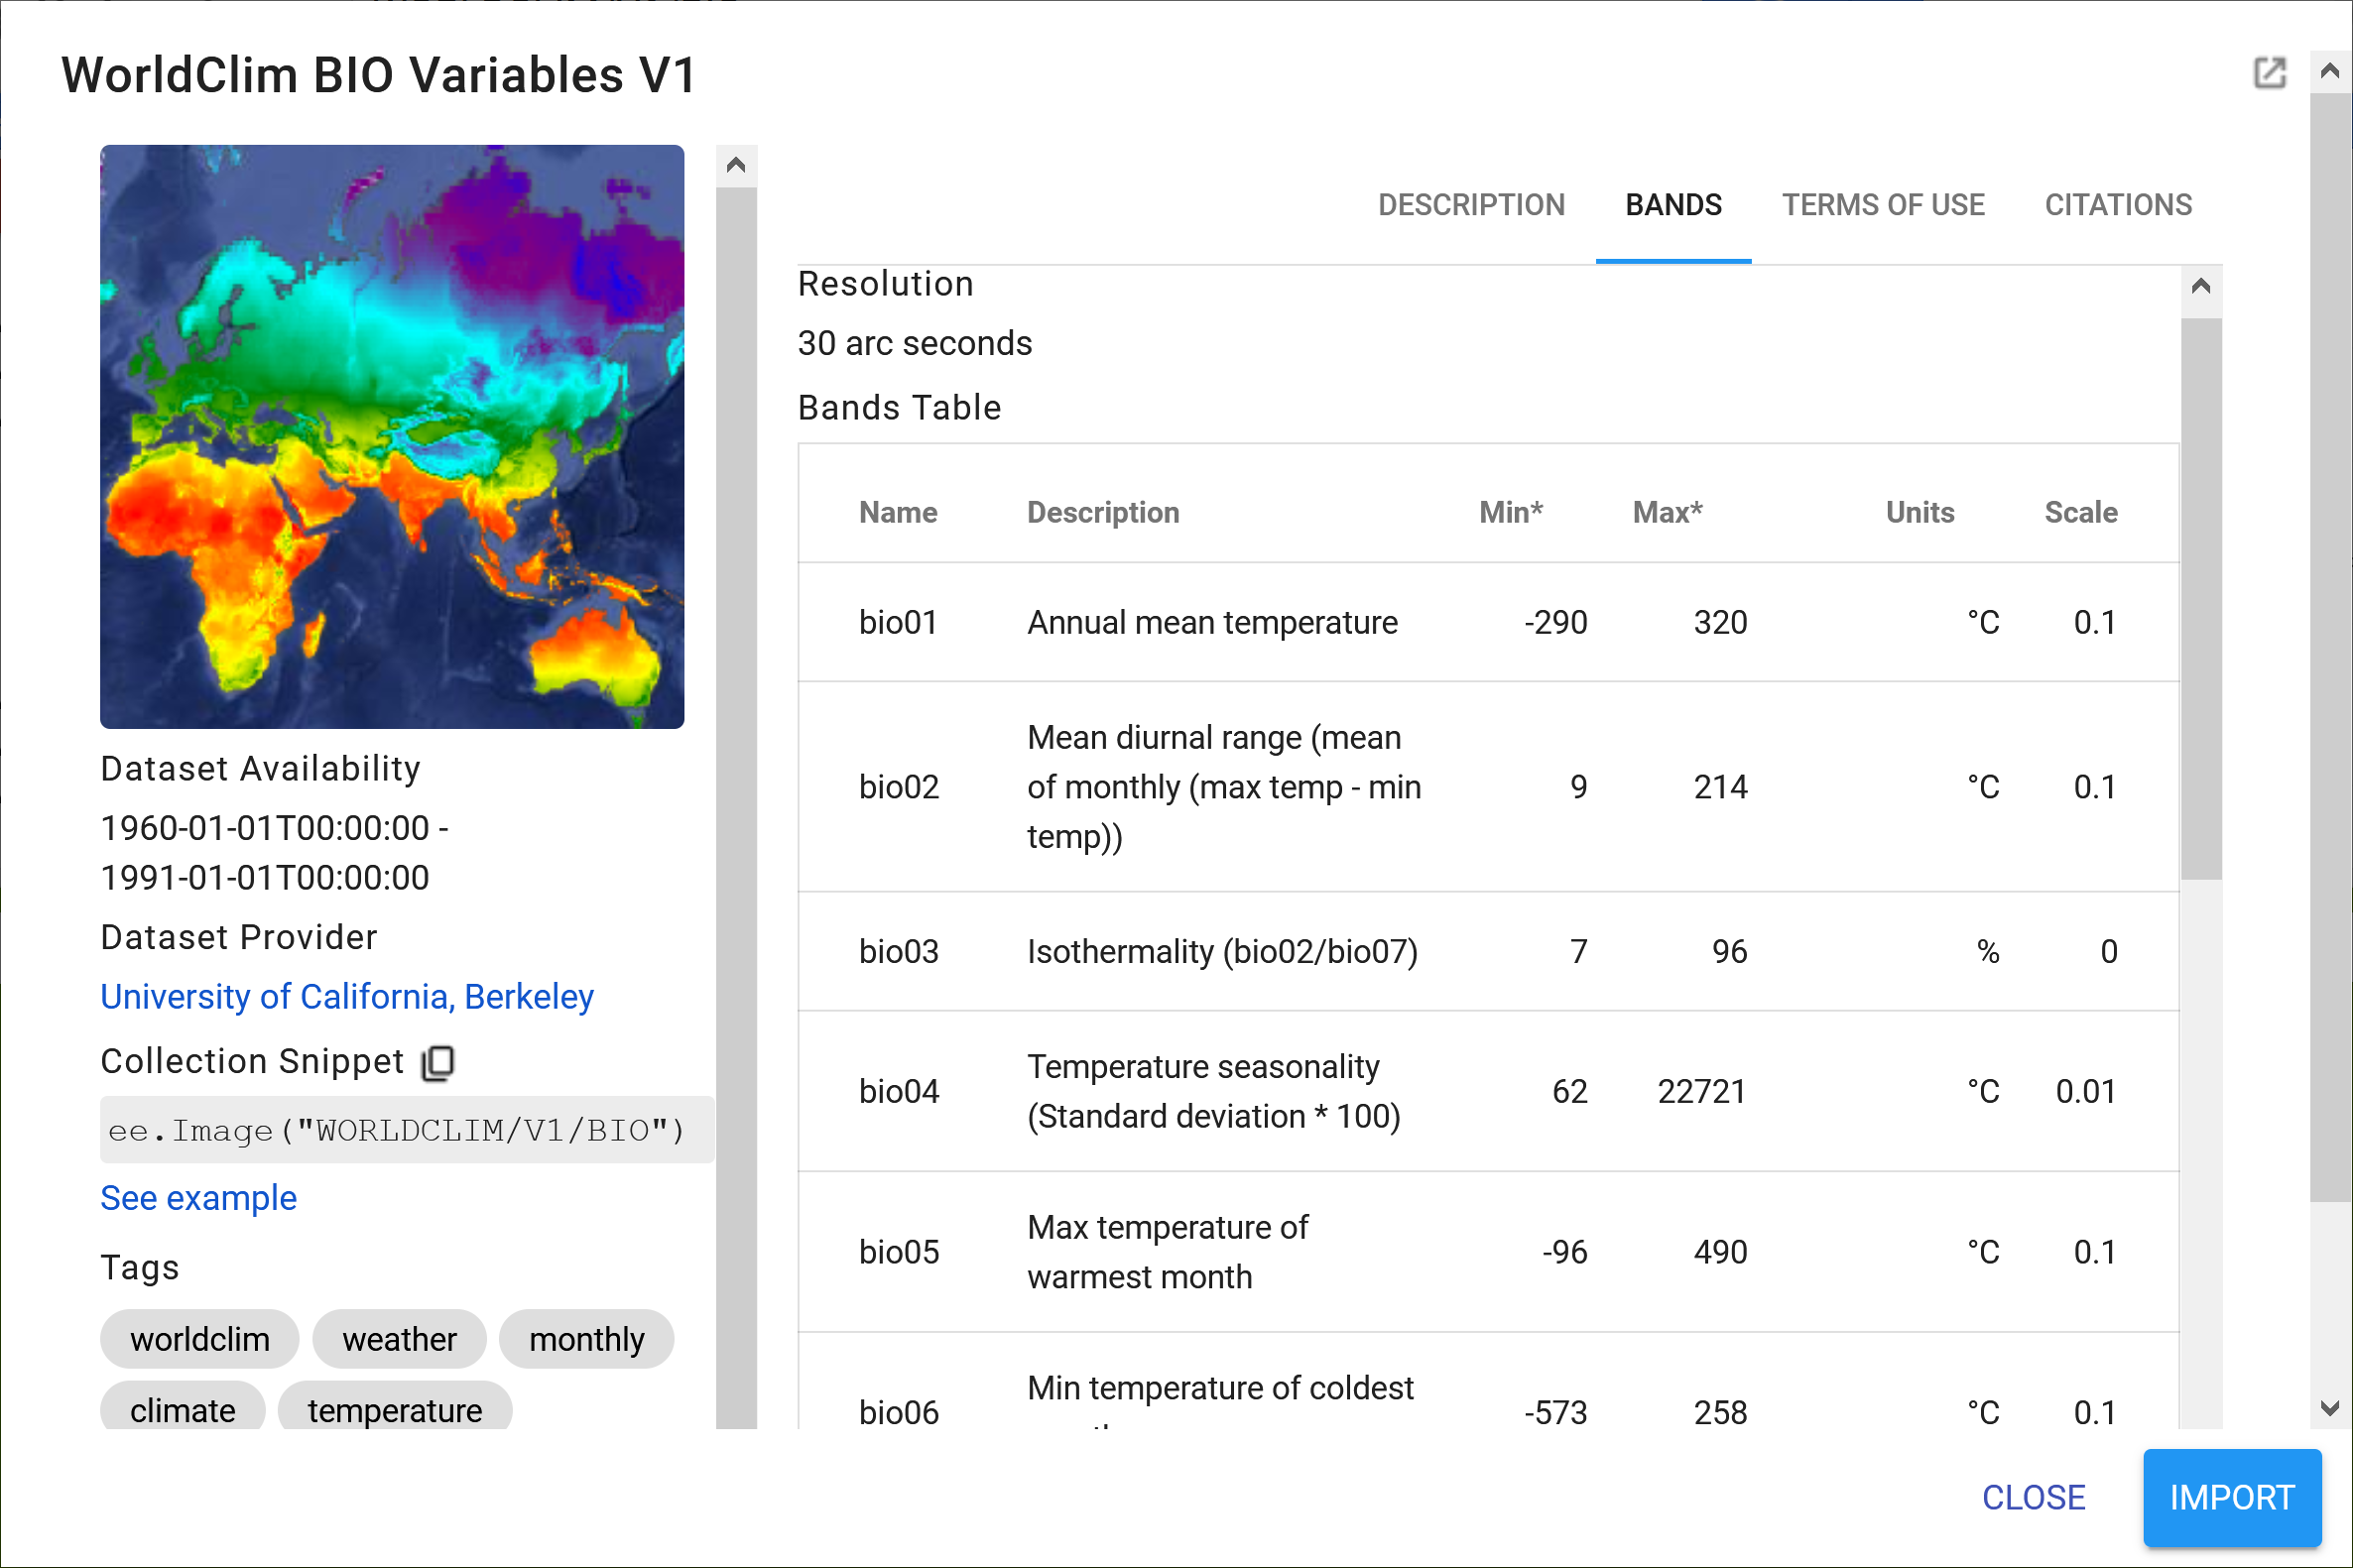 WorldClim BIO Variables V1
Dataset Availability
1960-01-01T00:00:00 -
1991-01-01T00:00:00
Dataset Provider
University of California, Berkeley
Collection Snippet
ee.Image("WORLDCLIM/V1/BIO")
See example
Tags
worldclim weather monthly
climate temperature
DESCRIPTION BANDS TERMS OF USE CITATIONS
Resolution
30 arc seconds
Bands Table
Name Description Min* Max* Units Scale
bio01 Annual mean temperature -290 320 °C 0.1
Mean diurnal range (mean
bio02 of monthly (max temp - min 9 214 °C 0.1
temp))
bio03 Isothermality (bio02/bio07) 7 96 % 0
Temperature seasonality
bio04 62 22721 °C 0.01
(Standard deviation * 100)
Max temperature of
bio05 -96 490 °C 0.1
warmest month
Min temperature of coldest
bio06 -573 258 °C 0.1
CLOSE IMPORT